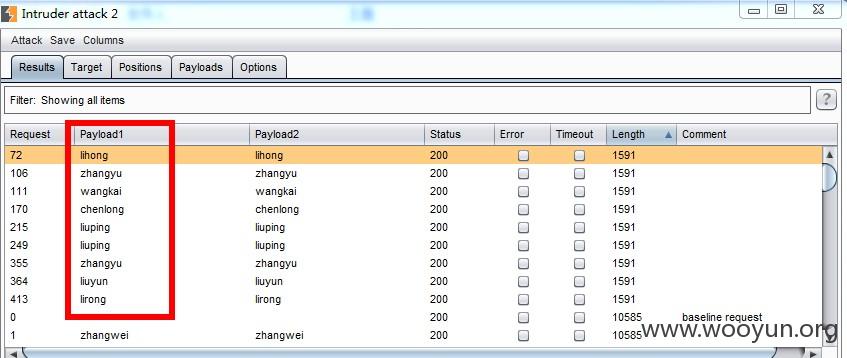 Intruder attack 2
Attack Save Columns
Results Target Positions Payloads Options
Filter: Showing all items ?
Request Payload1 Payload2 Status Error Timeout Length Comment
72 lihong lihong 200 1591
106 zhangyu zhangyu 200 1591
111 wangkai wangkai 200 1591
170 chenlong chenlong 200 1591
215 liuping liuping 200 1591
249 liuping liuping 200 1591
355 zhangyu zhangyu 200 1591
364 liuyun liuyun 200 1591
413 lirong lirong 200 1591
0 200 10585 baseline request
1 zhangwei zhangwei 200 10585
www.wooyun.org